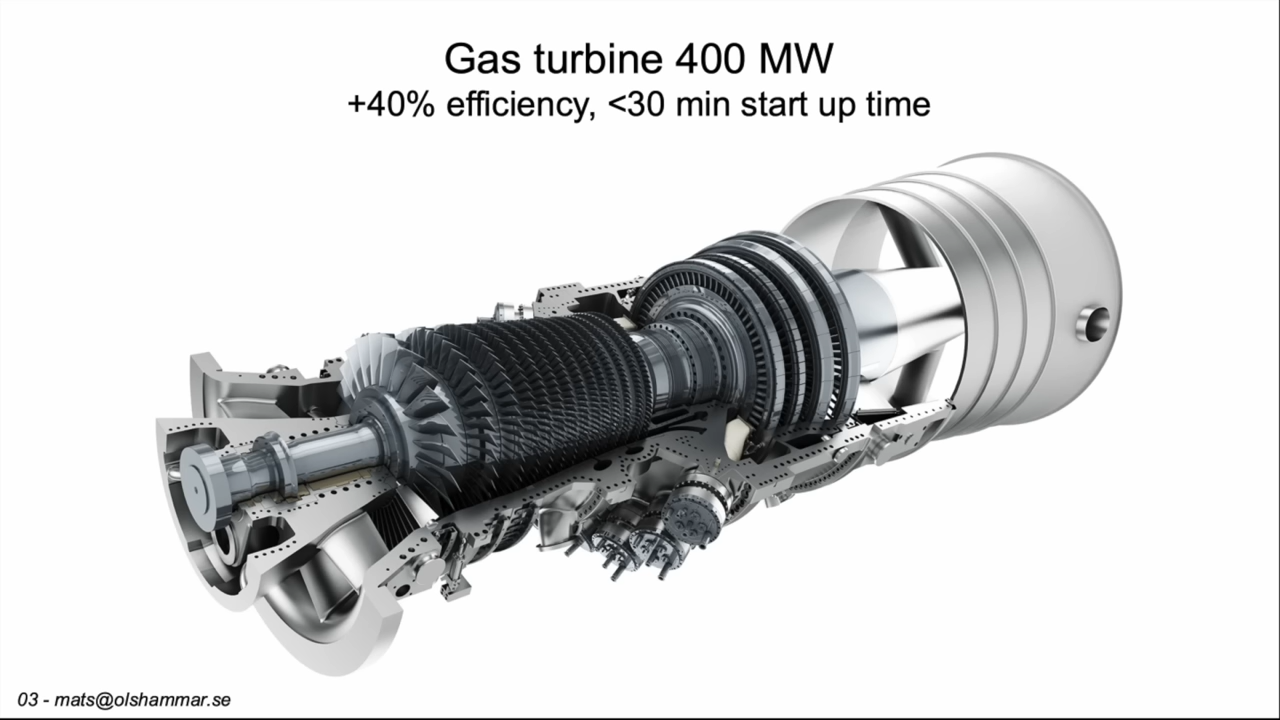 Gas turbine 400 MW
+40% efficiency, <30 min start up time
03 - mats@olshammar.se